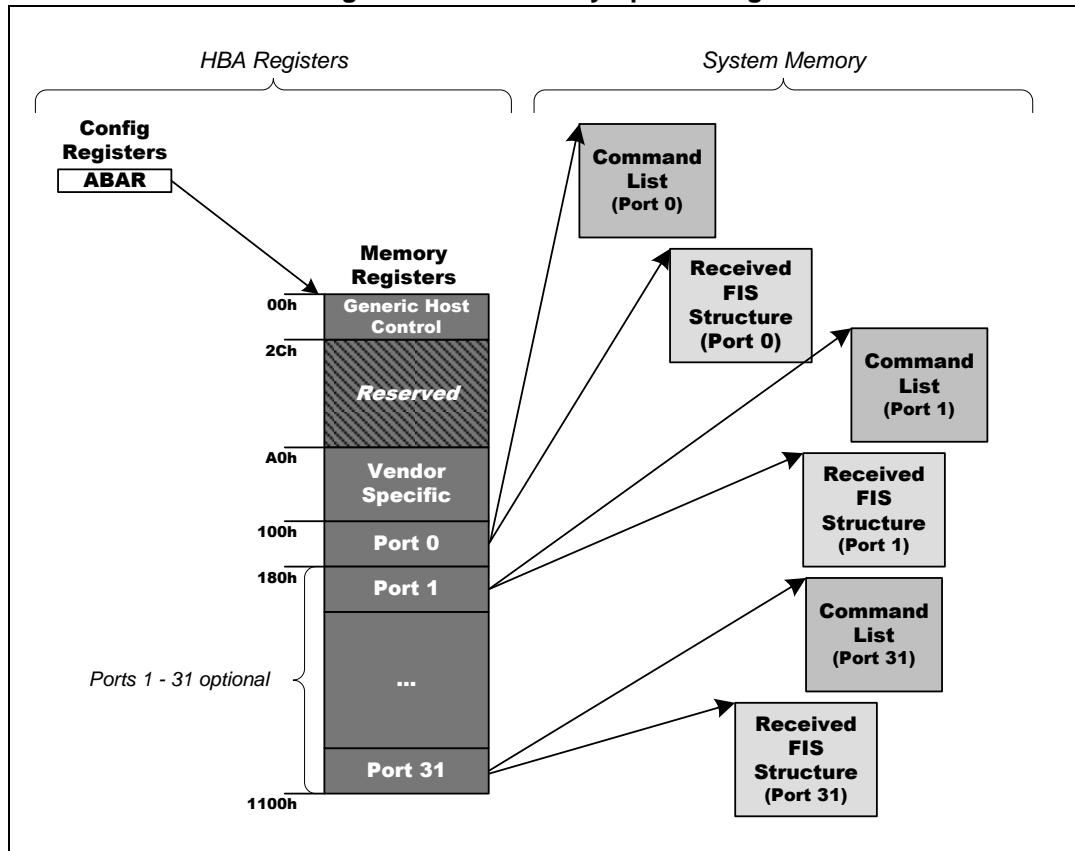 HBA Registers
System Memory
Config
Registers
ABAR
Memory
Registers
00h
Generic Host
Control
2Ch
Reserved
A0h
Vendor
Specific
100h
Port 0
180h
Port 1
Ports 1 - 31 optional
...
Port 31
1100h
Command
List
(Port 0)
Received
FIS
Structure
(Port 0)
Command
List
(Port 1)
Received
FIS
Structure
(Port 1)
Command
List
(Port 31)
Received
FIS
Structure
(Port 31)